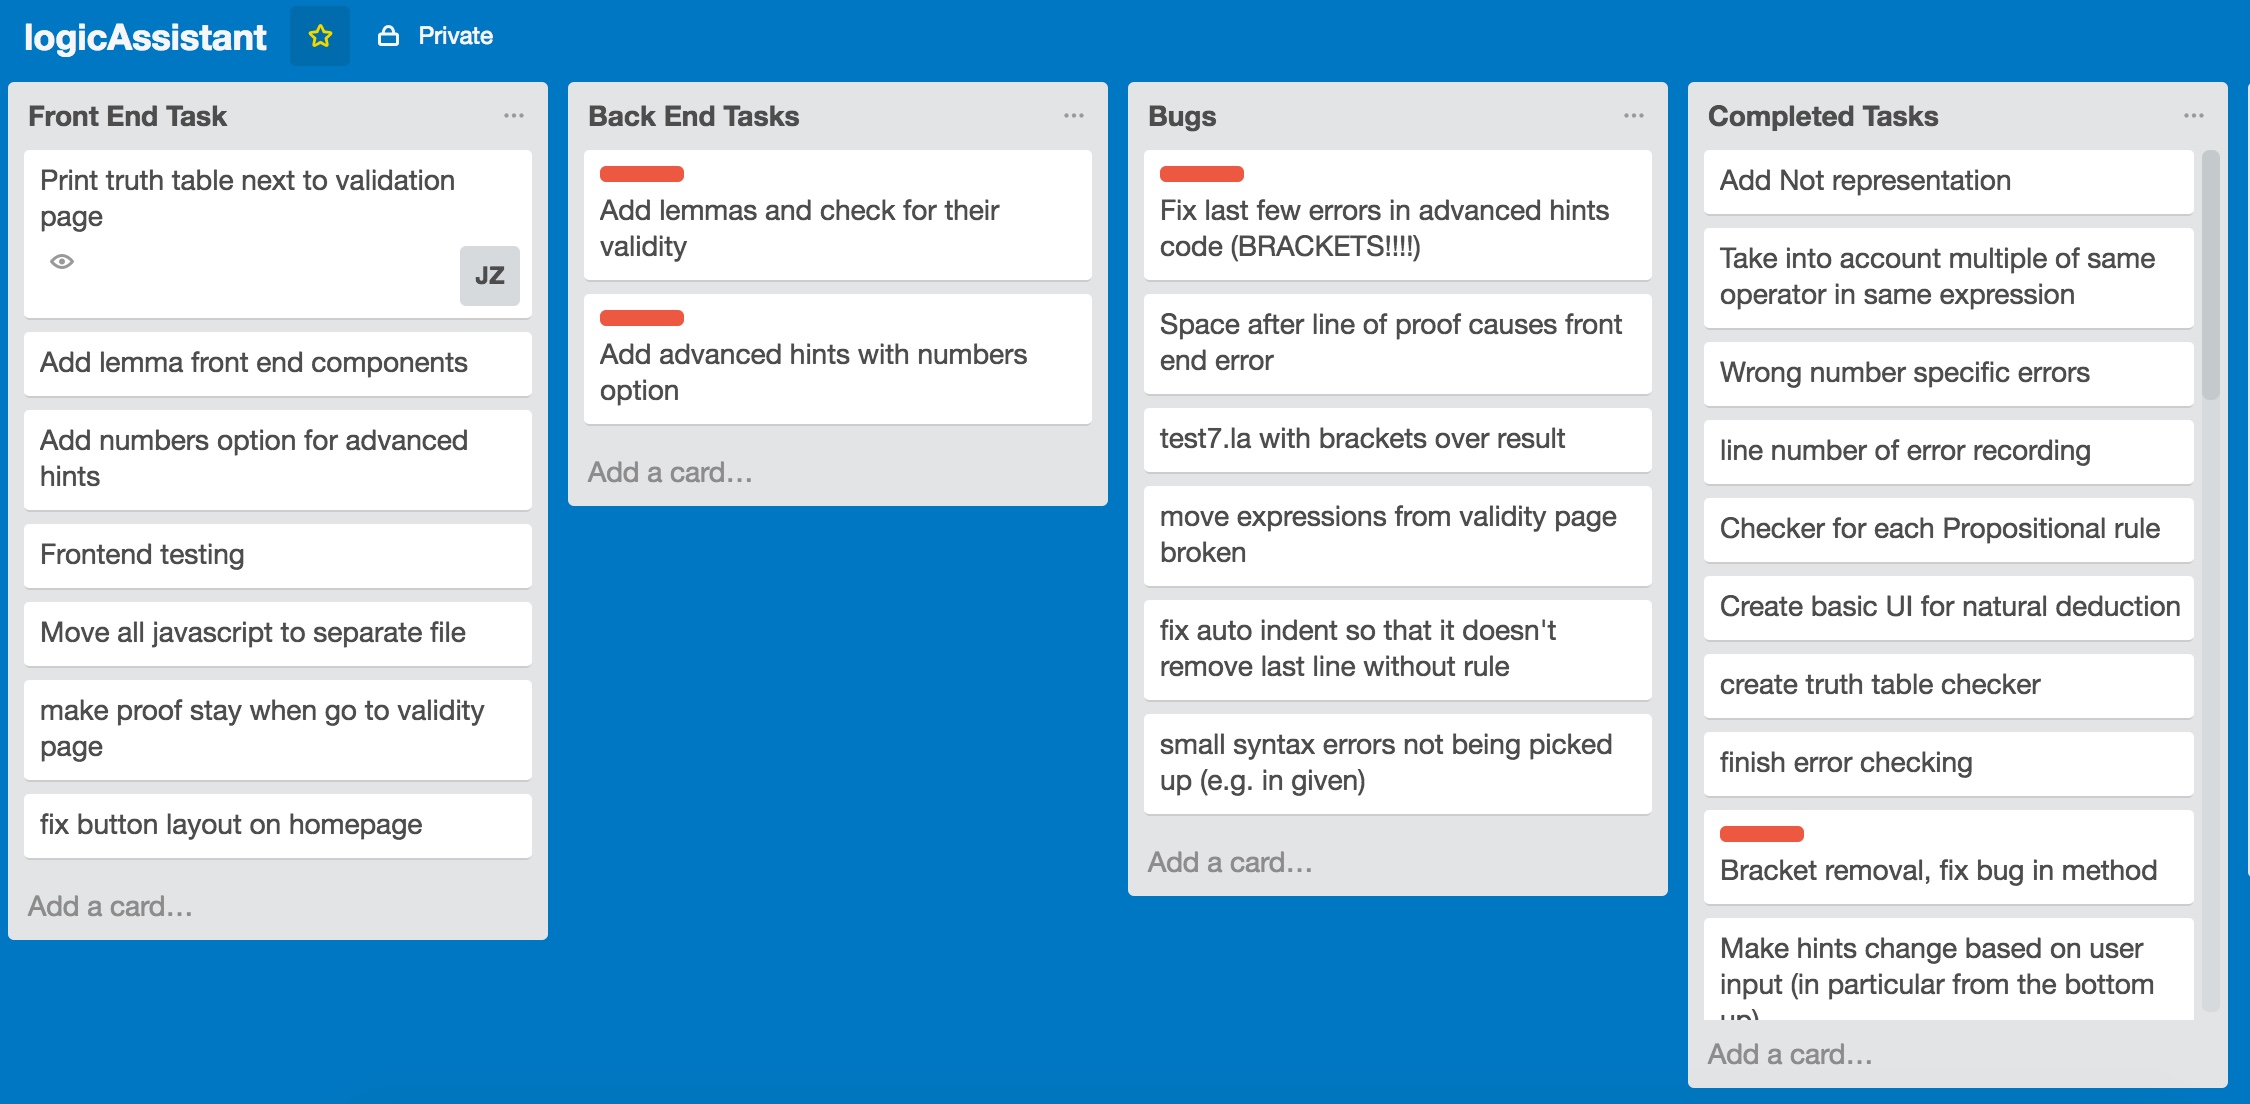 logicAssistant
Private
Front End Task
Print truth table next to validation
page
JZ
Add lemma front end components
Add numbers option for advanced
hints
Frontend testing
Move all javascript to separate file
make proof stay when go to validity
page
fix button layout on homepage
Add a card…
Back End Tasks
Add lemmas and check for their
validity
Add advanced hints with numbers
option
Add a card…
Bugs
Fix last few errors in advanced hints
code (BRACKETS!!!!)
Space after line of proof causes front
end error
test7.la with brackets over result
move expressions from validity page
broken
fix auto indent so that it doesn't
remove last line without rule
small syntax errors not being picked
up (e.g. in given)
Add a card…
Completed Tasks
Add Not representation
Take into account multiple of same
operator in same expression
Wrong number specific errors
line number of error recording
Checker for each Propositional rule
Create basic UI for natural deduction
create truth table checker
finish error checking
Bracket removal, fix bug in method
Make hints change based on user
input (in particular from the bottom
up)
Add a card…